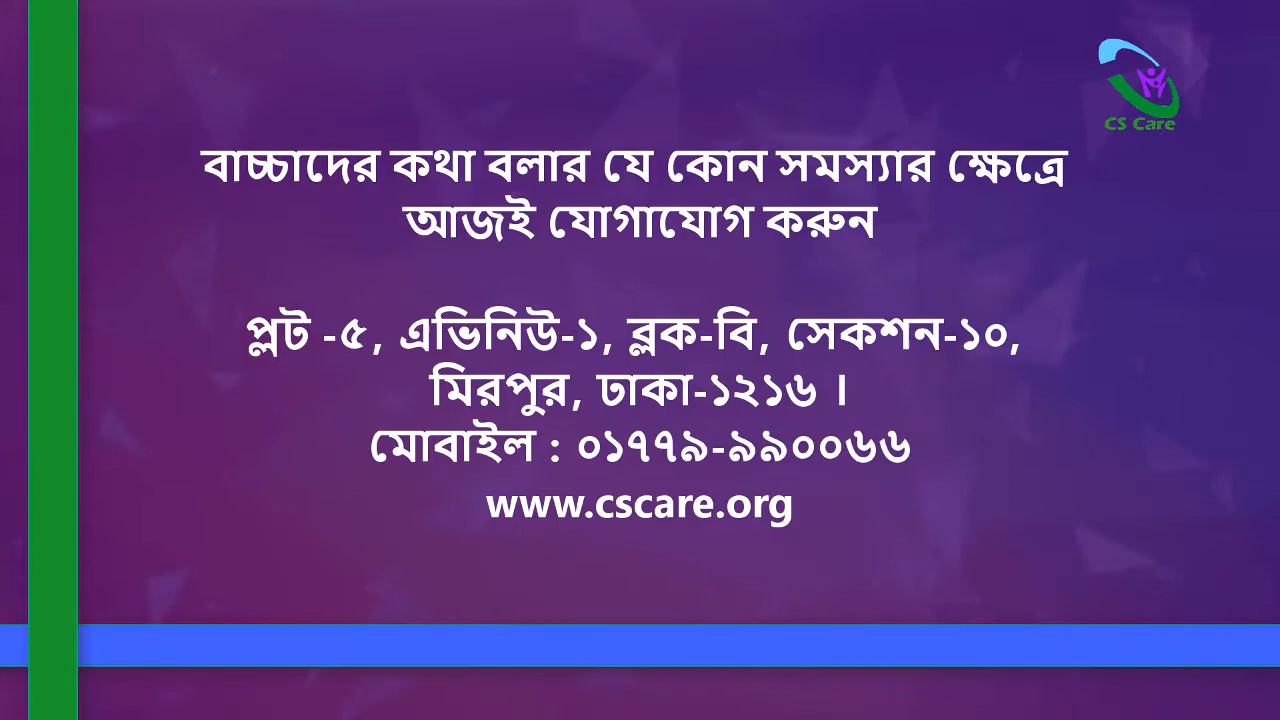 CS Care
বাচ্চাদের কথা বলার যে কোন সমস্যার ক্ষেত্রে
আজই যোগাযোগ করুন
প্লট -৫, এভিনিউ-১, ব্লক-বি, সেকশন-১০,
মিরপুর, ঢাকা-১২১৬ ।
মোবাইল : ০১৭৭৯-৯৯০০৬৬
www.cscare.org